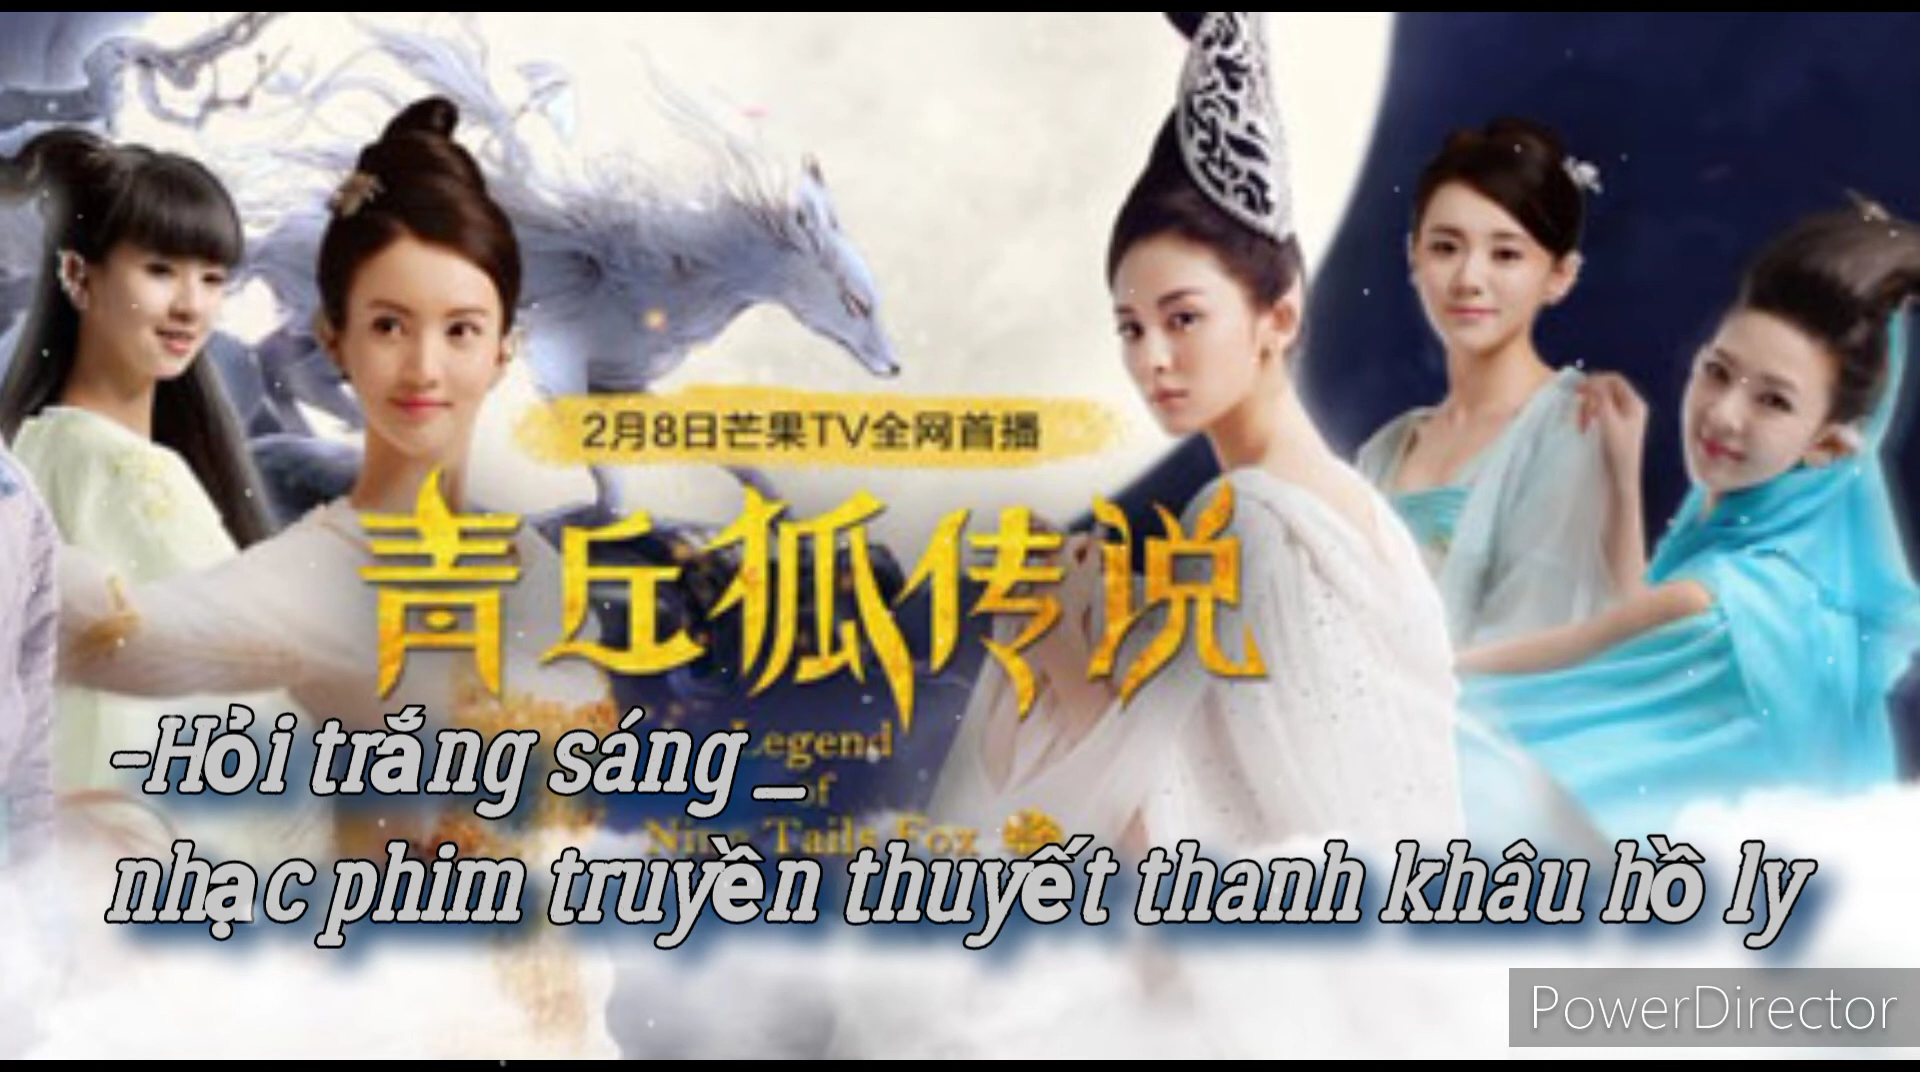 2月8日芒果TV全网首播
青丘狐传说
-Hỏi trắng sáng _
Legend
of
Nine Tails Fox
nhạc phim truyền thuyết thanh khâu hồ ly
PowerDirector